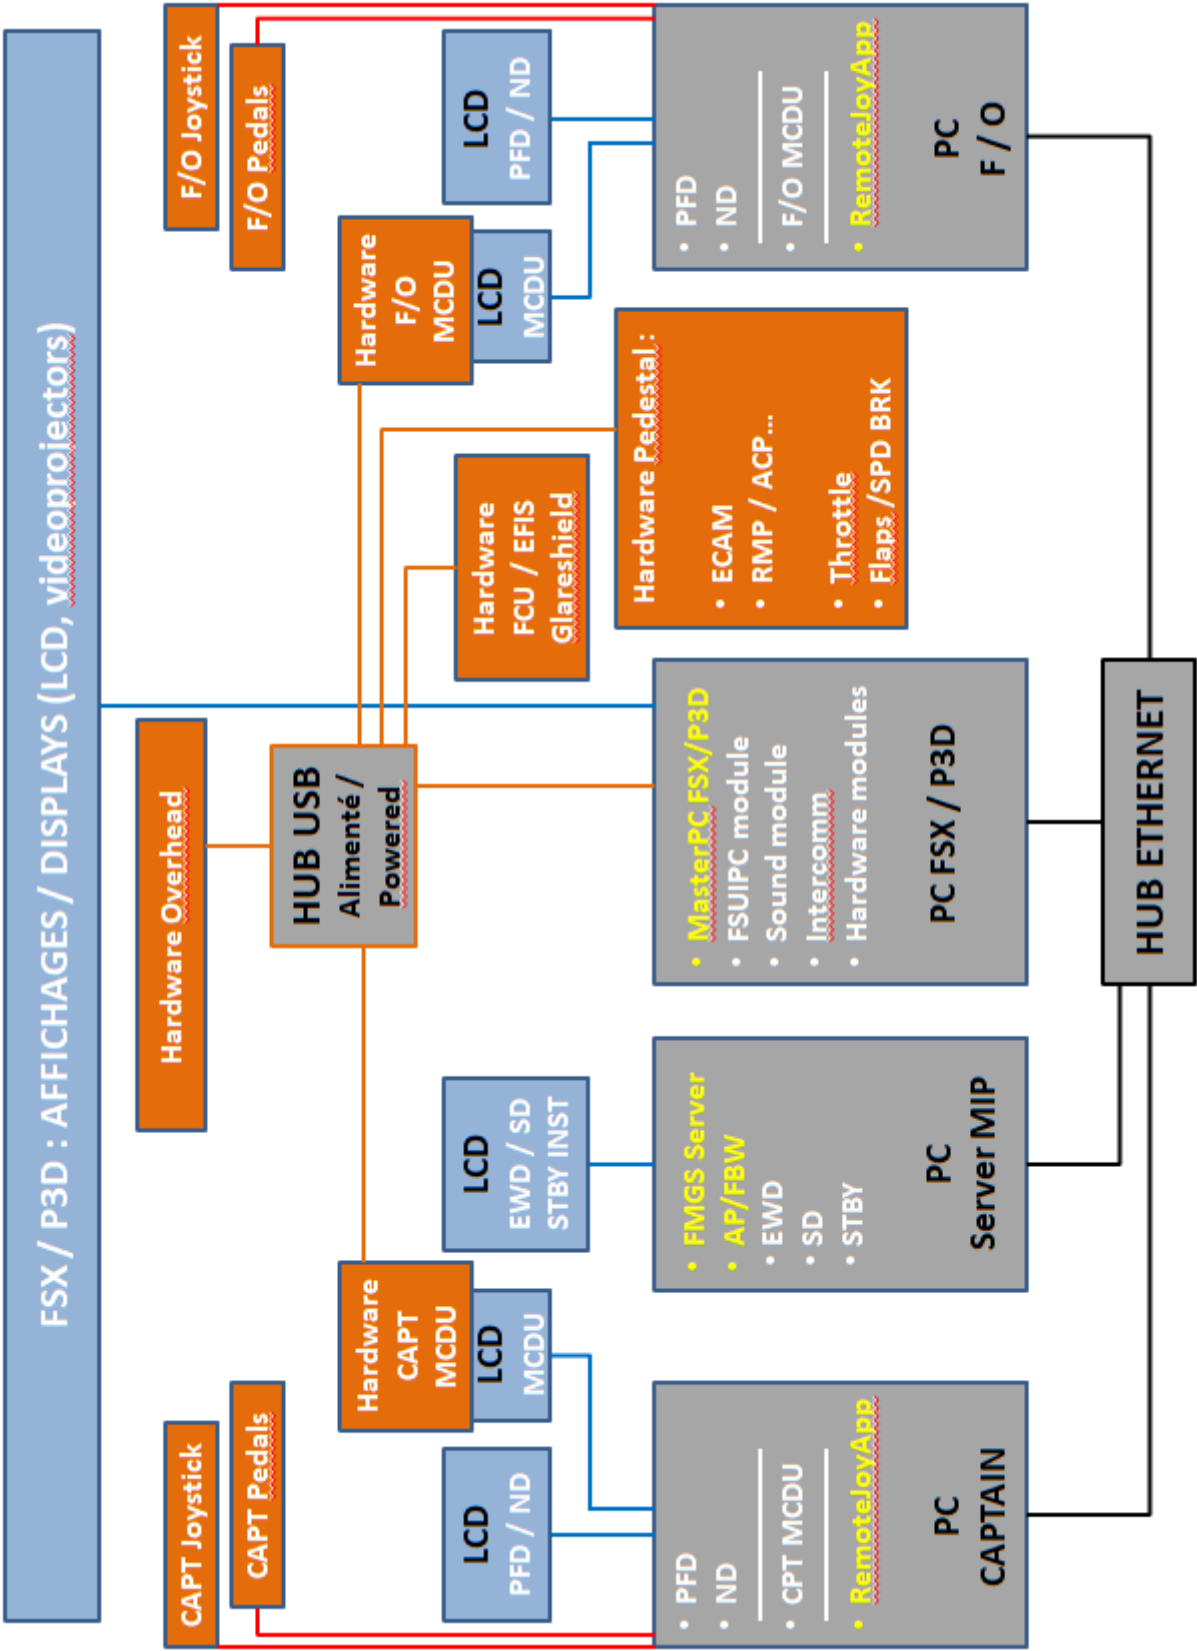 FSX / P3D : AFFICHAGES / DISPLAYS (LCD, videoprojectors)
CAPT Joystick
CAPT Pedals
Hardware Overhead
F/O Joystick
F/O Pedals
HUB USB
Alimenté /
Powered
Hardware
CAPT
MCDU
LCD
MCDU
Hardware
F/O
MCDU
LCD
MCDU
LCD
PFD / ND
LCD
EWD / SD
STBY INST
Hardware
FCU / EFIS
Glareshield
LCD
PFD / ND
Hardware Pedestal :
• ECAM
• RMP / ACP...
• Throttle
• Flaps /SPD BRK
• PFD
• ND
• CPT MCDU
• RemoteJoyApp
PC
CAPTAIN
• FMGS Server
• AP/FBW
• EWD
• SD
• STBY
PC
Server MIP
• MasterPC FSX/P3D
• FSUIPC module
• Sound module
• Intercomm
• Hardware modules
PC FSX / P3D
• PFD
• ND
• F/O MCDU
• RemoteJoyApp
PC
F / O
HUB ETHERNET